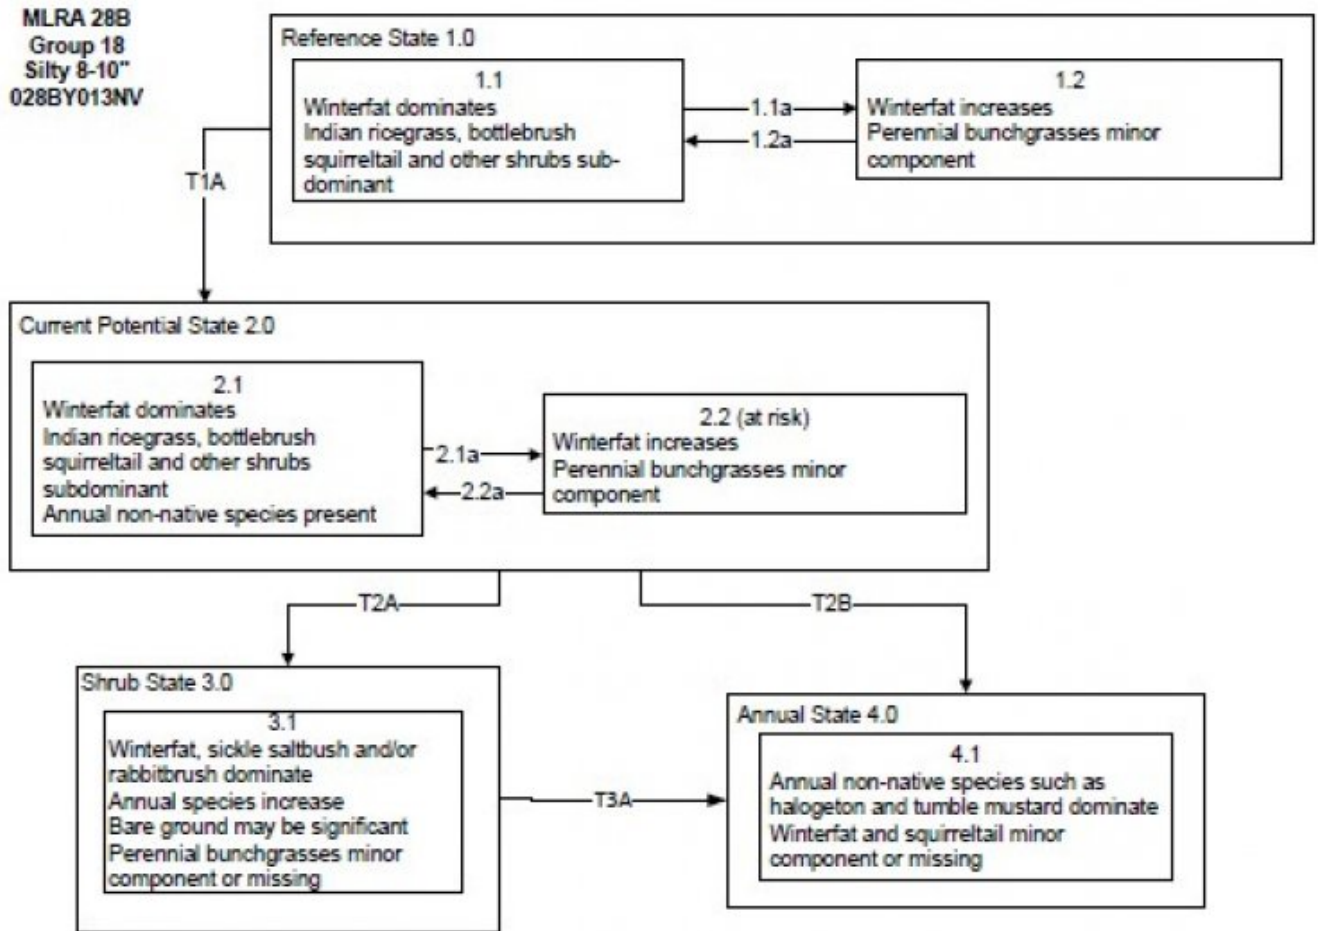 MLRA 28B
Group 18
Silty 8-10"
028BY013NV
Reference State 1.0
1.1
Winterfat dominates
Indian ricegrass, bottlebrush
squirreltail and other shrubs sub-
dominant
1.1a
1.2a
1.2
Winterfat increases
Perennial bunchgrasses minor
component
T1A
Current Potential State 2.0
2.1
Winterfat dominates
Indian ricegrass, bottlebrush
squirreltail and other shrubs
subdominant
Annual non-native species present
2.1a
2.2a
2.2 (at risk)
Winterfat increases
Perennial bunchgrasses minor
component
T2A
T2B
Shrub State 3.0
3.1
Winterfat, sickle saltbush and/or
rabbitbrush dominate
Annual species increase
Bare ground may be significant
Perennial bunchgrasses minor
component or missing
T3A
Annual State 4.0
4.1
Annual non-native species such as
halogeton and tumble mustard dominate
Winterfat and squirreltail minor
component or missing